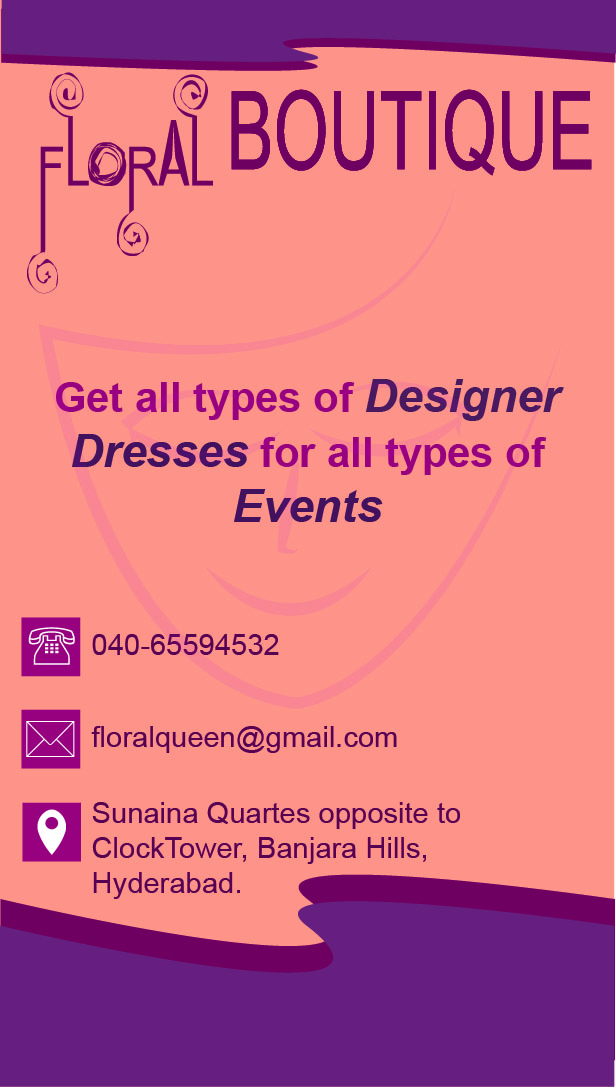 FLORAL BOUTIQUE
Get all types of Designer
Dresses for all types of
Events
040-65594532
floralqueen@gmail.com
Sunaina Quartes opposite to
ClockTower, Banjara Hills,
Hyderabad.